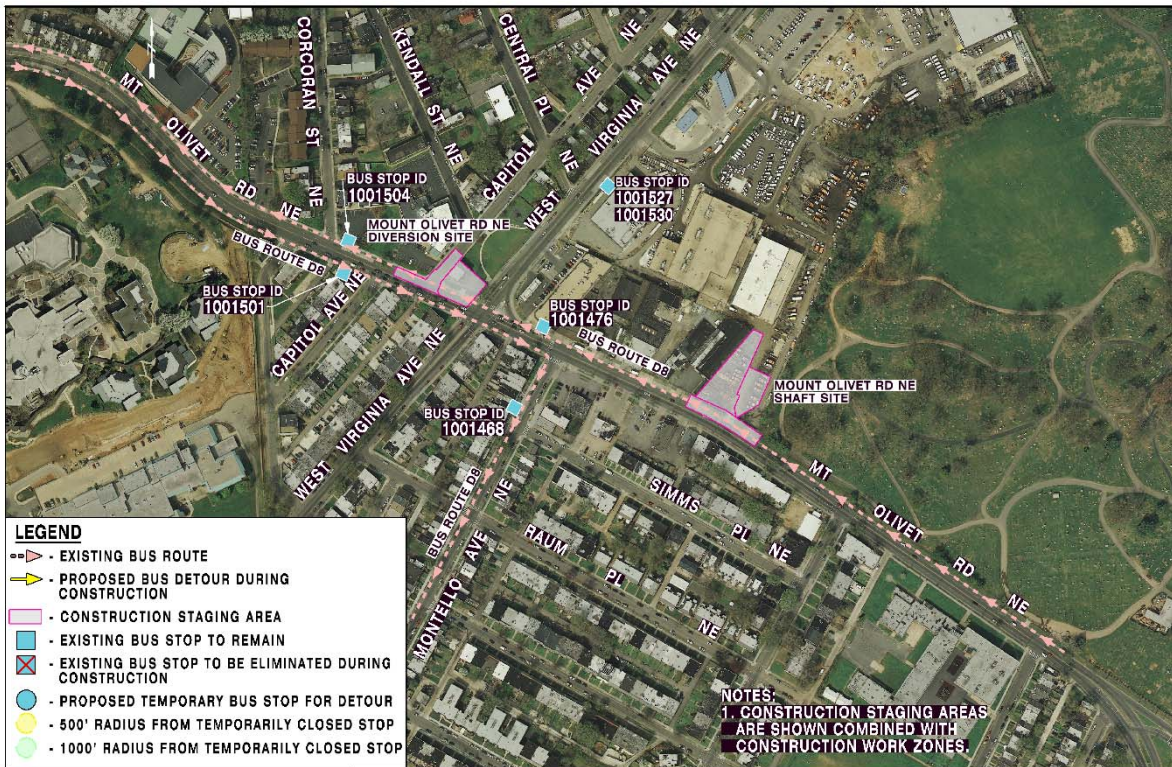 CORCORAN ST NE
KENDALL ST NE
CENTRAL PL NE
CAPITOL AVE NE
WEST VIRGINIA AVE NE
MT OLIVET RD NE
BUS STOP ID
1001504
MOUNT OLIVET RD NE
DIVERSION SITE
BUS STOP ID
1001527
1001530
BUS ROUTE D8
BUS STOP ID
1001501
CAPITOL AVE NE
BUS STOP ID
1001476
BUS ROUTE D8
MOUNT OLIVET RD NE
SHAFT SITE
WEST VIRGINIA AVE NE
BUS STOP ID
1001468
BUS ROUTE D8
MONTELLO AVE NE
SIMMS PL NE
RAUM PL NE
MT OLIVET RD NE
LEGEND
- EXISTING BUS ROUTE
- PROPOSED BUS DETOUR DURING
CONSTRUCTION
- CONSTRUCTION STAGING AREA
- EXISTING BUS STOP TO REMAIN
- EXISTING BUS STOP TO BE ELIMINATED DURING
CONSTRUCTION
- PROPOSED TEMPORARY BUS STOP FOR DETOUR
- 500' RADIUS FROM TEMPORARILY CLOSED STOP
- 1000' RADIUS FROM TEMPORARILY CLOSED STOP
NOTES:
1. CONSTRUCTION STAGING AREAS
ARE SHOWN COMBINED WITH
CONSTRUCTION WORK ZONES.